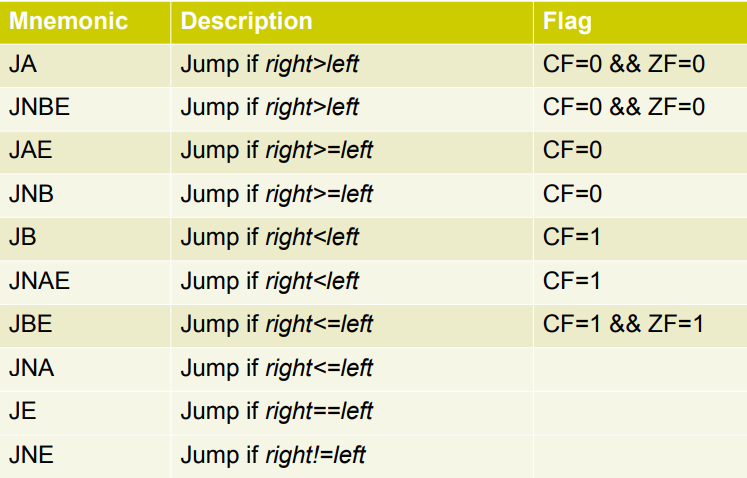 Mnemonic Description Flag
JA Jump if right>left CF=0 && ZF=0
JNBE Jump if right>left CF=0 && ZF=0
JAE Jump if right>=left CF=0
JNB Jump if right>=left CF=0
JB Jump if right<left CF=1
JNAE Jump if right<left CF=1
JBE Jump if right<=left CF=1 && ZF=1
JNA Jump if right<=left
JE Jump if right==left
JNE Jump if right!=left